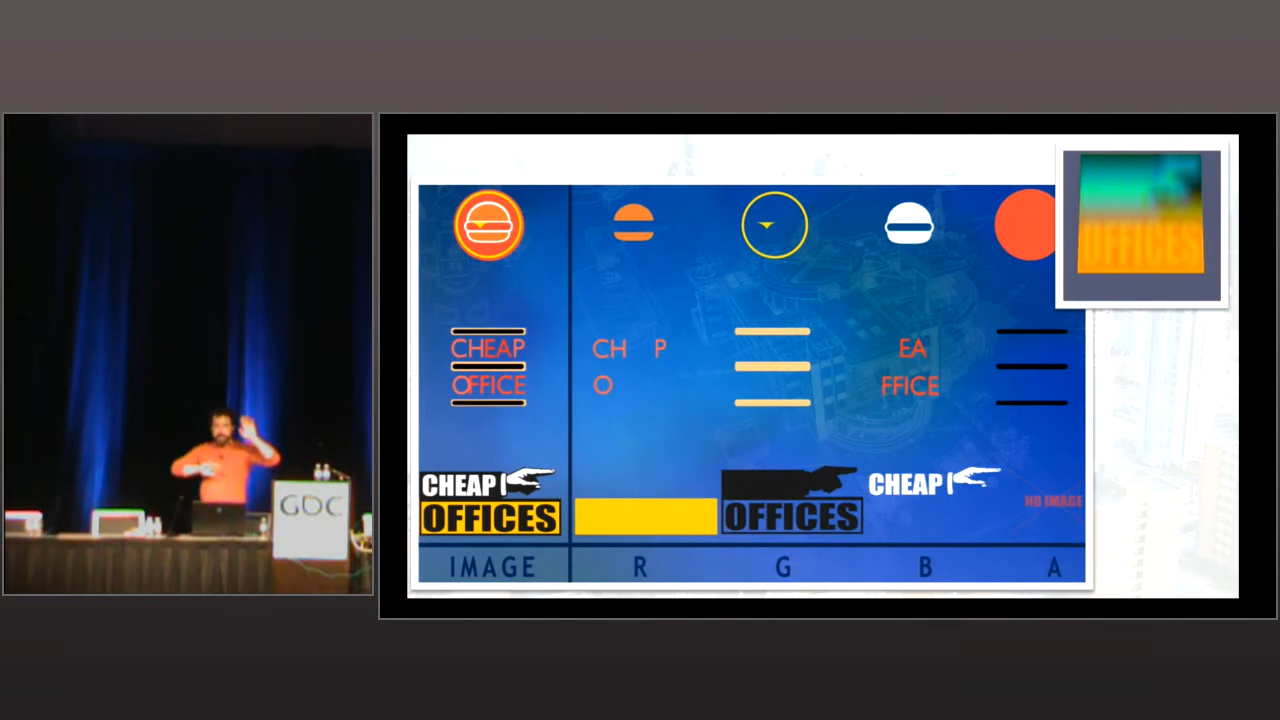 GDC
CHEAP
OFFICE
CH P
O
EA
FFICE
CHEAP
OFFICES
OFFICES
CHEAP
NO IMAGE
IMAGE R G B A
OFFICES